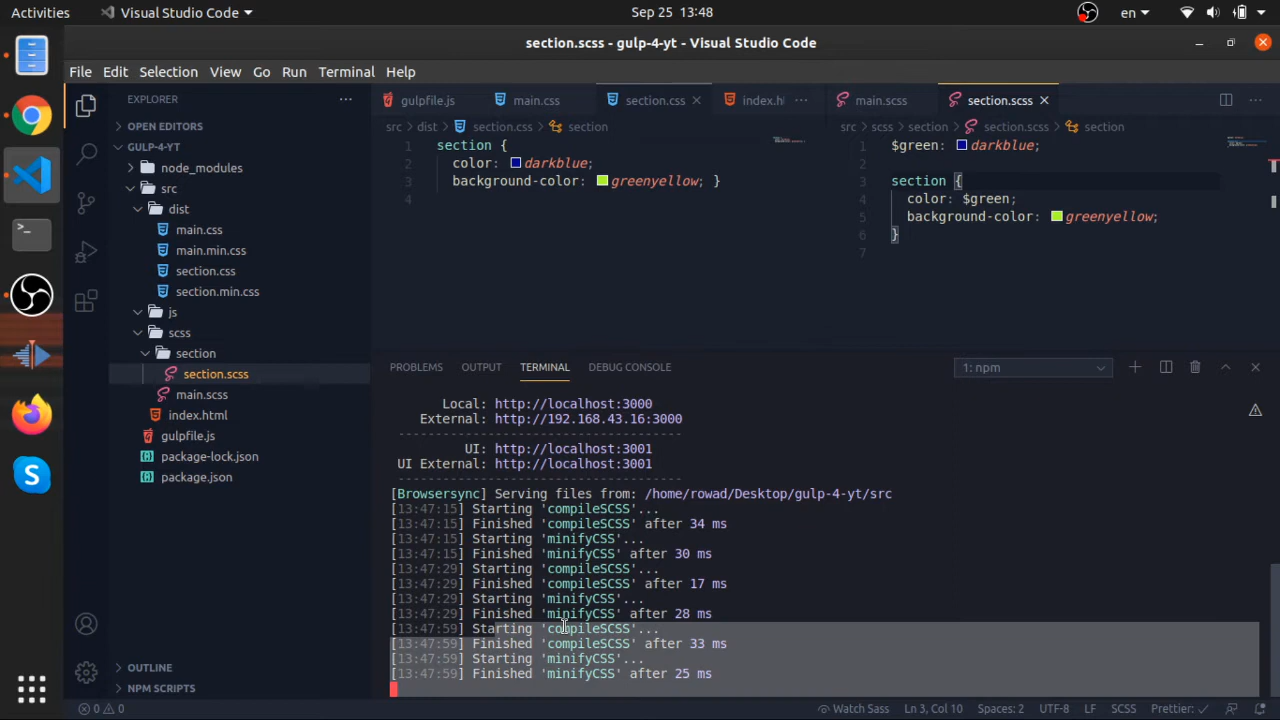 Activities
Visual Studio Code
Sep 25 13:48
en
section.scss - gulp-4-yt - Visual Studio Code
File Edit Selection View Go Run Terminal Help
EXPLORER
OPEN EDITORS
GULP-4-YT
node_modules
src
dist
main.css
main.min.css
section.css
section.min.css
js
scss
section
section.scss
main.scss
index.html
gulpfile.js
package-lock.json
package.json
OUTLINE
NPM SCRIPTS
gulpfile.js
main.css
section.css
index.hl
src > dist > section.css > section
1 section {
2 color: darkblue;
3 background-color: greenyellow; }
4
main.scss
section.scss
src > scss > section > section.scss > section
1 $green: darkblue;
2
3 section {
4 color: $green;
5 background-color: greenyellow;
6 }
7
PROBLEMS OUTPUT TERMINAL DEBUG CONSOLE
1: npm
Local: http://localhost:3000
External: http://192.168.43.16:3000
--------------------------------------
UI: http://localhost:3001
UI External: http://localhost:3001
--------------------------------------
[Browsersync] Serving files from: /home/rowad/Desktop/gulp-4-yt/src
[13:47:15] Starting 'compileSCSS'...
[13:47:15] Finished 'compileSCSS' after 34 ms
[13:47:15] Starting 'minifyCSS'...
[13:47:15] Finished 'minifyCSS' after 30 ms
[13:47:29] Starting 'compileSCSS'...
[13:47:29] Finished 'compileSCSS' after 17 ms
[13:47:29] Starting 'minifyCSS'...
[13:47:29] Finished 'minifyCSS' after 28 ms
[13:47:59] Starting 'compileSCSS'...
[13:47:59] Finished 'compileSCSS' after 33 ms
[13:47:59] Starting 'minifyCSS'...
[13:47:59] Finished 'minifyCSS' after 25 ms
0 0
Watch Sass
Ln 3, Col 10
Spaces: 2
UTF-8
LF
SCSS
Prettier: ✓